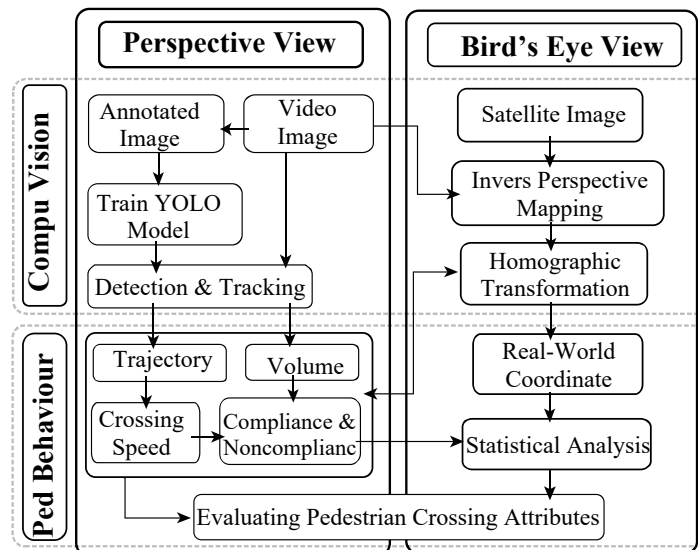 Perspective View
Bird's Eye View
Compu Vision
Annotated
Image
Video
Image
Satellite Image
Train YOLO
Model
Invers Perspective
Mapping
Detection & Tracking
Homographic
Transformation
Ped Behaviour
Trajectory
Volume
Real-World
Coordinate
Crossing
Speed
Compliance &
Noncomplianc
Statistical Analysis
Evaluating Pedestrian Crossing Attributes